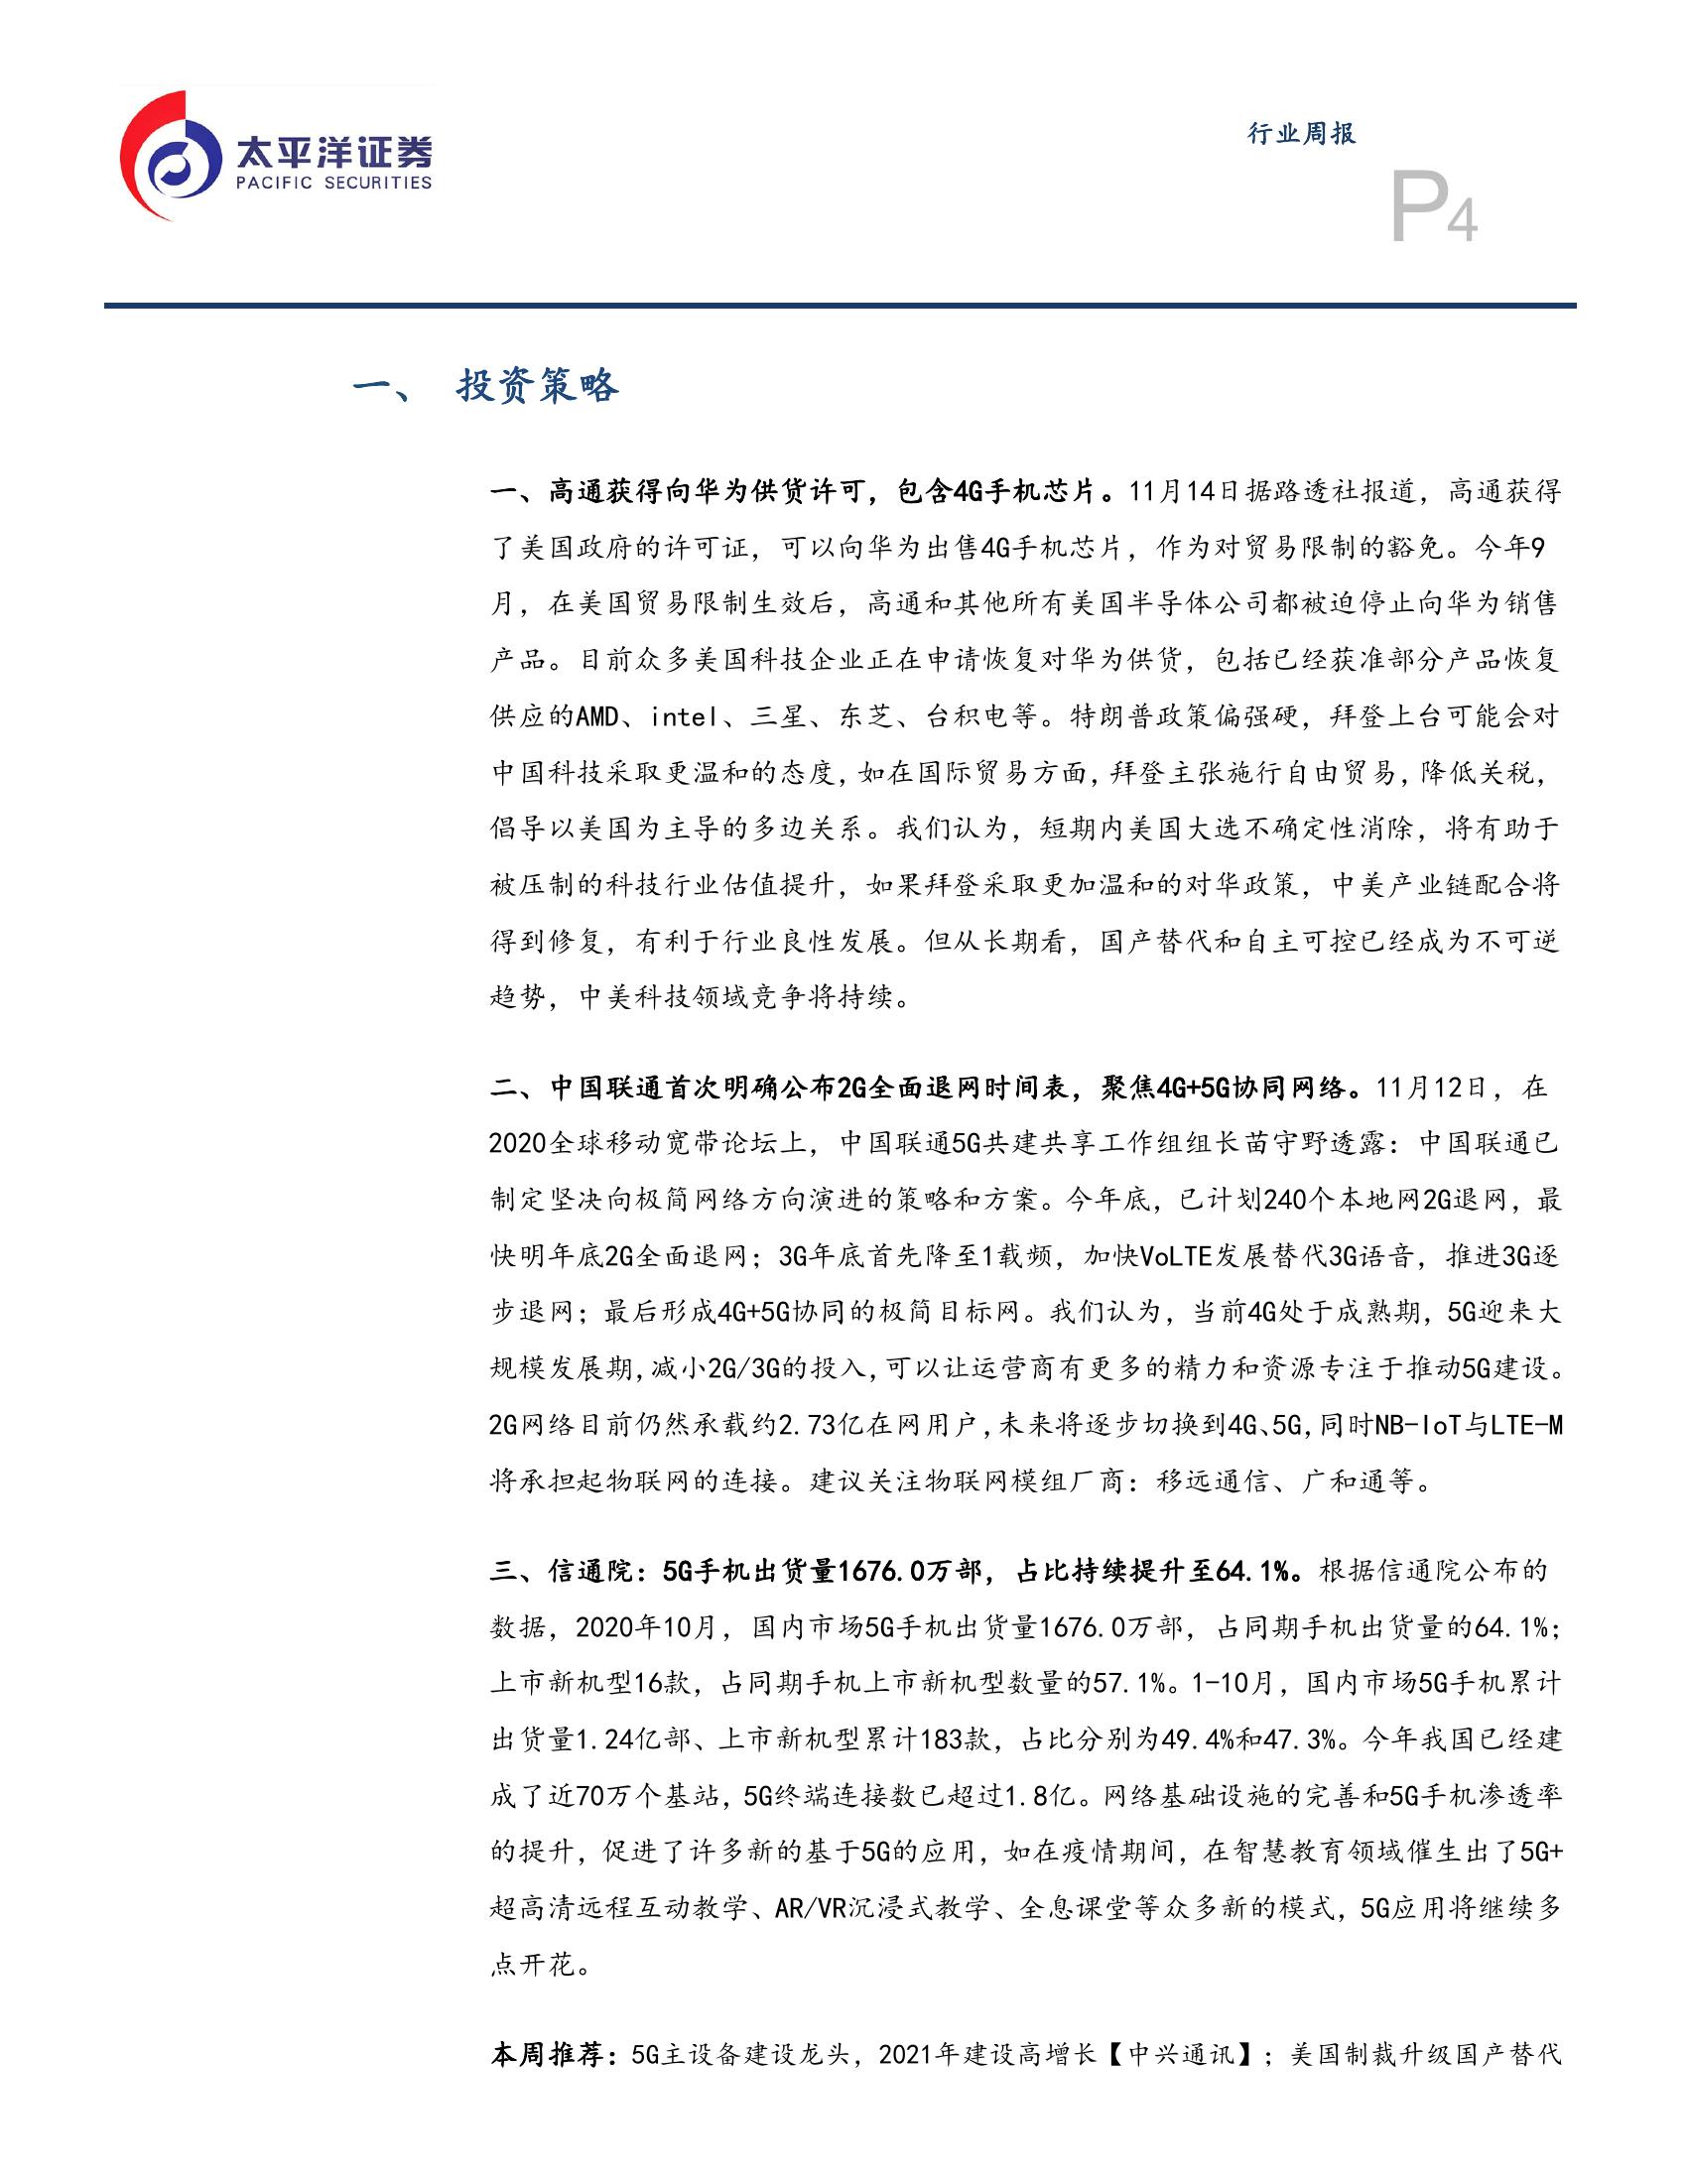 太平洋证券
PACIFIC SECURITIES
行业周报
P4
一、 投资策略
一、高通获得向华为供货许可，包含4G手机芯片。11月14日据路透社报道，高通获得
了美国政府的许可证，可以向华为出售4G手机芯片，作为对贸易限制的豁免。今年9
月，在美国贸易限制生效后，高通和其他所有美国半导体公司都被迫停止向华为销售
产品。目前众多美国科技企业正在申请恢复对华为供货，包括已经获准部分产品恢复
供应的AMD、intel、三星、东芝、台积电等。特朗普政策偏强硬，拜登上台可能会对
中国科技采取更温和的态度，如在国际贸易方面，拜登主张施行自由贸易，降低关税，
倡导以美国为主导的多边关系。我们认为，短期内美国大选不确定性消除，将有助于
被压制的科技行业估值提升，如果拜登采取更加温和的对华政策，中美产业链配合将
得到修复，有利于行业良性发展。但从长期看，国产替代和自主可控已经成为不可逆
趋势，中美科技领域竞争将持续。
二、中国联通首次明确公布2G全面退网时间表，聚焦4G+5G协同网络。11月12日，在
2020全球移动宽带论坛上，中国联通5G共建共享工作组组长苗守野透露：中国联通已
制定坚决向极简网络方向演进的策略和方案。今年底，已计划240个本地网2G退网，最
快明年底2G全面退网；3G年底首先降至1载频，加快VoLTE发展替代3G语音，推进3G逐
步退网；最后形成4G+5G协同的极简目标网。我们认为，当前4G处于成熟期，5G迎来大
规模发展期，减小2G/3G的投入，可以让运营商有更多的精力和资源专注于推动5G建设。
2G网络目前仍然承载约2.73亿在网用户，未来将逐步切换到4G、5G，同时NB-IoT与LTE-M
将承担起物联网的连接。建议关注物联网模组厂商：移远通信、广和通等。
三、信通院：5G手机出货量1676.0万部，占比持续提升至64.1%。根据信通院公布的
数据，2020年10月，国内市场5G手机出货量1676.0万部，占同期手机出货量的64.1%；
上市新机型16款，占同期手机上市新机型数量的57.1%。1-10月，国内市场5G手机累计
出货量1.24亿部、上市新机型累计183款，占比分别为49.4%和47.3%。今年我国已经建
成了近70万个基站，5G终端连接数已超过1.8亿。网络基础设施的完善和5G手机渗透率
的提升，促进了许多新的基于5G的应用，如在疫情期间，在智慧教育领域催生出了5G+
超高清远程互动教学、AR/VR沉浸式教学、全息课堂等众多新的模式，5G应用将继续多
点开花。
本周推荐：5G主设备建设龙头，2021年建设高增长【中兴通讯】；美国制裁升级国产替代